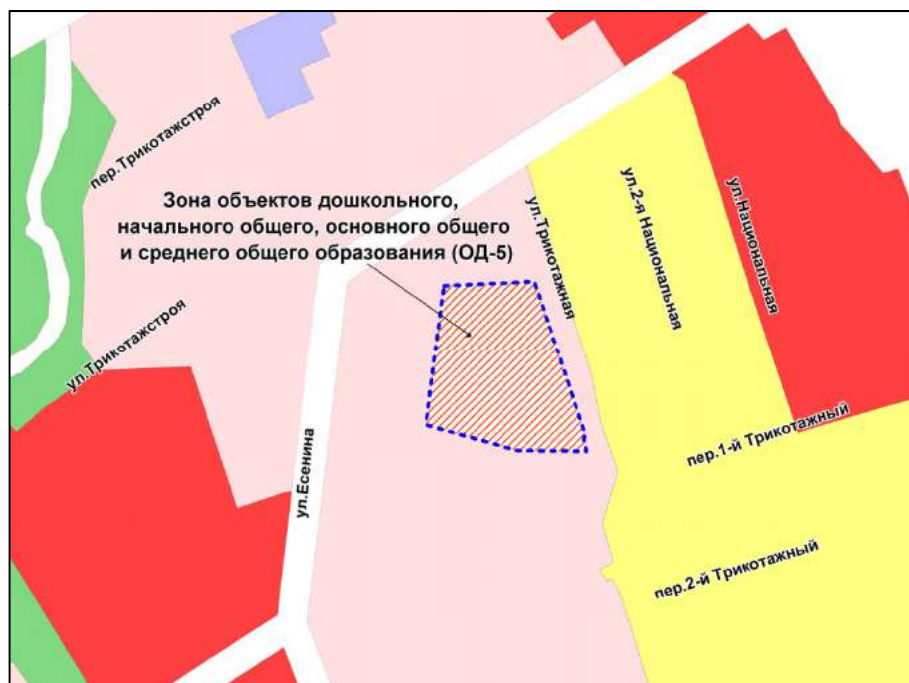 пер.Трикотажстроя
Зона объектов дошкольного,
начального общего, основного общего
и среднего общего образования (ОД-5)
ул.Трикотажная
ул.2-я Национальная
ул.Национальная
ул.Трикотажстроя
ул.Есенина
пер.1-й Трикотажный
пер.2-й Трикотажный